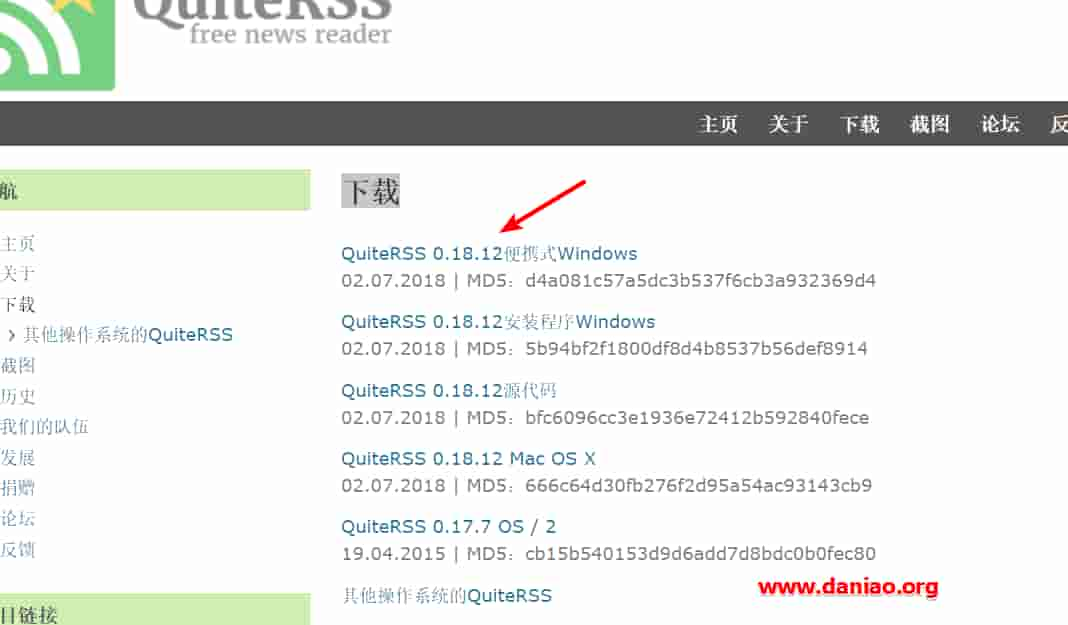 QuiteRSS
free news reader
主页 关于 下载 截图 论坛 反
航
主页
关于
下载
› 其他操作系统的QuiteRSS
截图
历史
我们的队伍
发展
捐赠
论坛
反馈
目链接
下载
QuiteRSS 0.18.12便携式Windows
02.07.2018 | MD5：d4a081c57a5dc3b537f6cb3a932369d4
QuiteRSS 0.18.12安装程序Windows
02.07.2018 | MD5：5b94bf2f1800df8d4b8537b56def8914
QuiteRSS 0.18.12源代码
02.07.2018 | MD5：bfc6096cc3e1936e72412b592840fece
QuiteRSS 0.18.12 Mac OS X
02.07.2018 | MD5：666c64d30fb276f2d95a54ac93143cb9
QuiteRSS 0.17.7 OS / 2
19.04.2015 | MD5：cb15b540153d9d6add7d8bdc0b0fec80
其他操作系统的QuiteRSS
www.daniao.org